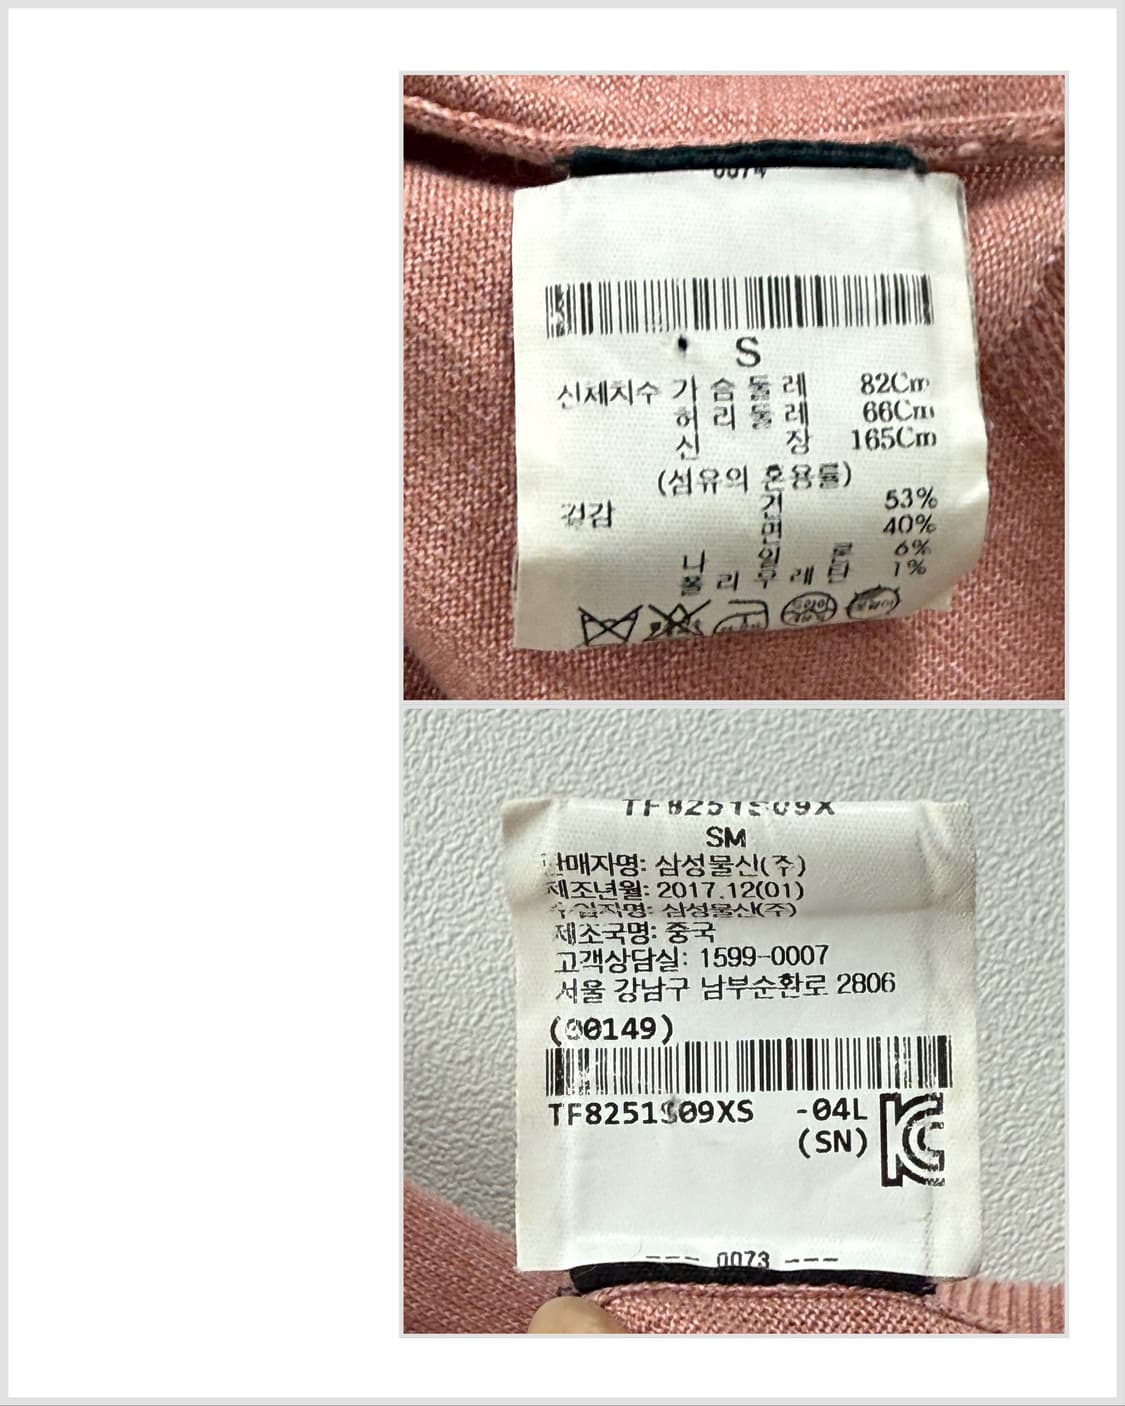 S
신체치수 가 슴 둘 레 82Cm
허 리 둘 레 66Cm
신 장 165Cm
(섬유의 혼용률)
겉감 견 53%
면 40%
나 일 론 6%
폴 리 우 레 탄 1%
TF8251S09X
SM
판매자명: 삼성물산(주)
제조년월: 2017.12(01)
수입자명: 삼성물산(주)
제조국명: 중국
고객상담실: 1599-0007
서울 강남구 남부순환로 2806
(00149)
TF8251S09XS -04L
(SN)
--- 0073 ---